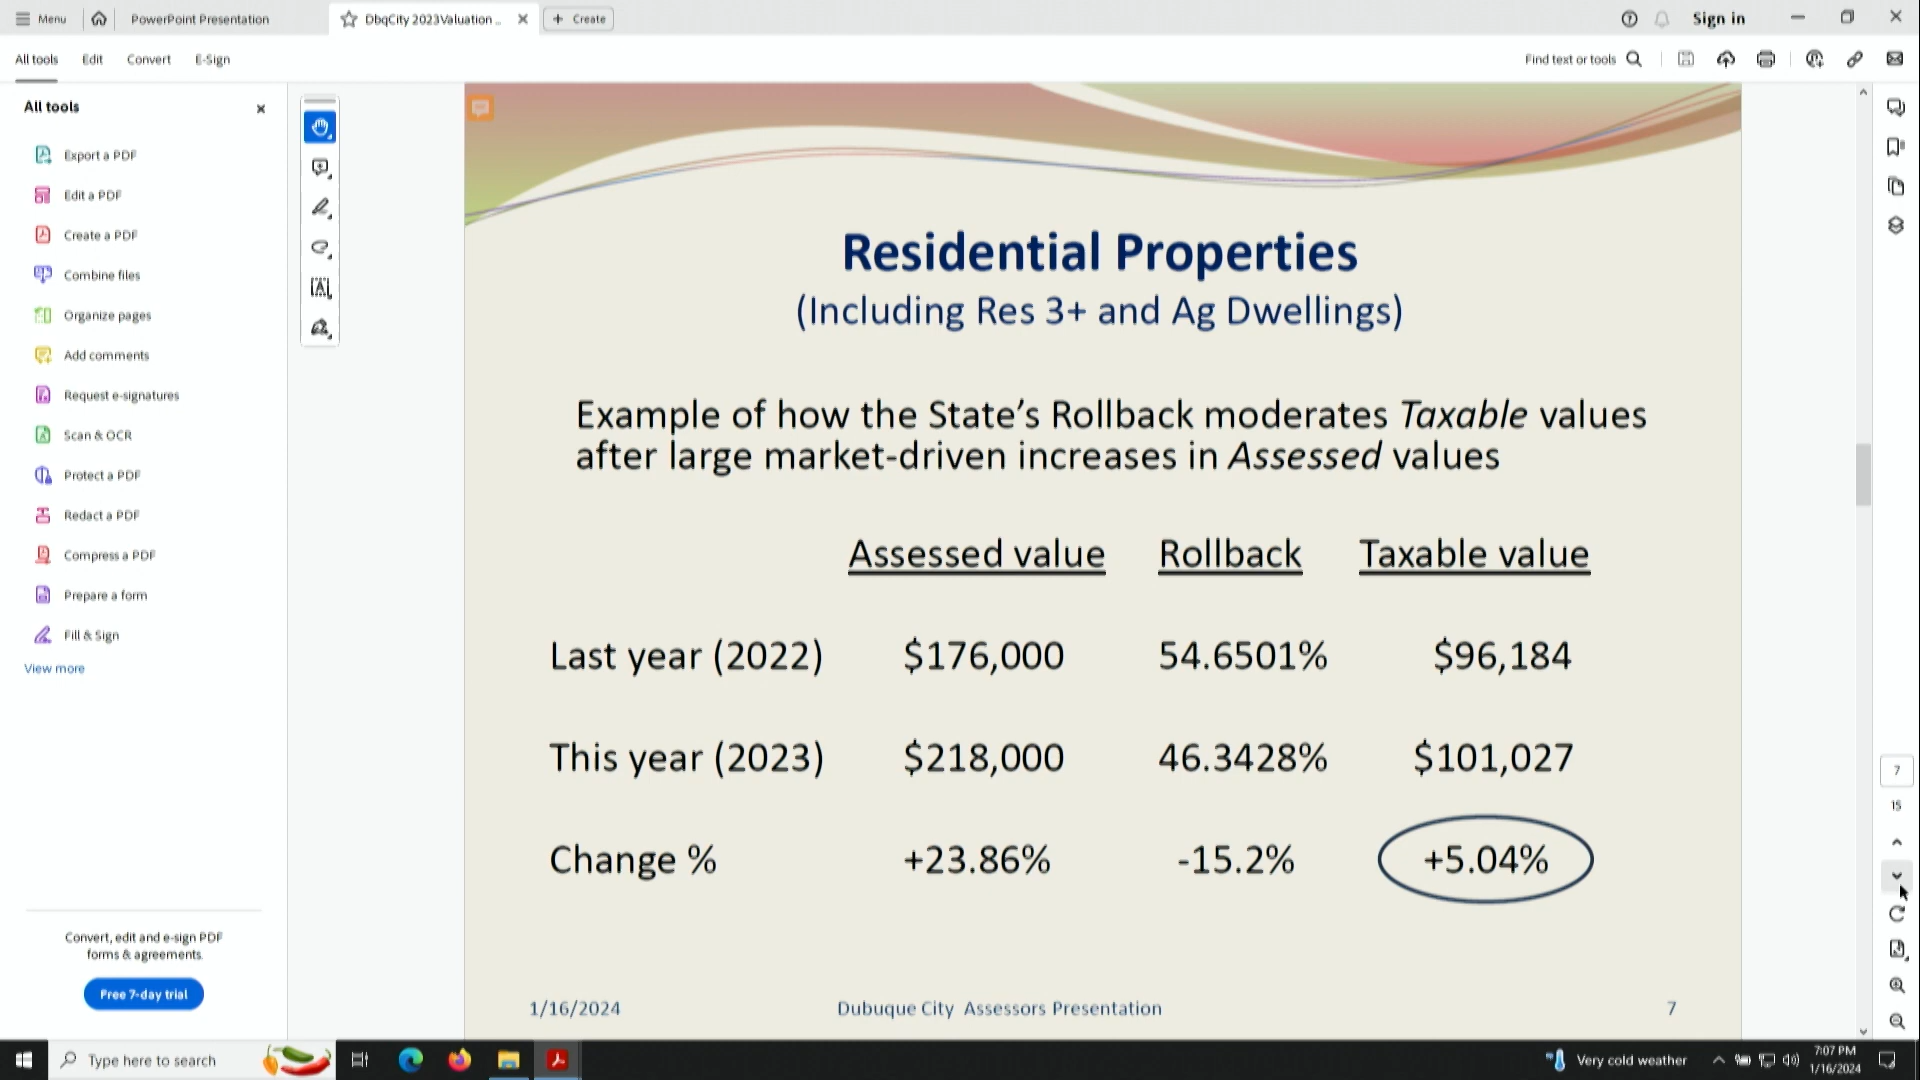 Menu
PowerPoint Presentation
DbqCity 2023Valuation ...
Create
Sign in
All tools
Edit
Convert
E-Sign
Find text or tools
All tools
Export a PDF
Edit a PDF
Create a PDF
Combine files
Organize pages
Add comments
Request e-signatures
Scan & OCR
Protect a PDF
Redact a PDF
Compress a PDF
Prepare a form
Fill & Sign
View more
Convert, edit and e-sign PDF
forms & agreements
Free 7-day trial
Residential Properties
(Including Res 3+ and Ag Dwellings)
Example of how the State’s Rollback moderates Taxable values
after large market-driven increases in Assessed values
Assessed value Rollback Taxable value
Last year (2022) $176,000 54.6501% $96,184
This year (2023) $218,000 46.3428% $101,027
Change % +23.86% -15.2% +5.04%
1/16/2024 Dubuque City Assessors Presentation 7
7
15
Type here to search
Very cold weather
7:07 PM
1/16/2024